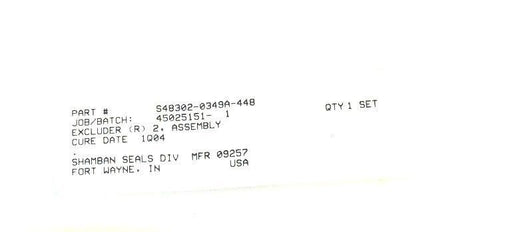 PART # S48302-0349A-448 QTY 1 SET
JOB/BATCH: 45025151- 1
EXCLUDER (R) 2, ASSEMBLY
CURE DATE 1Q04
.
SHAMBAN SEALS DIV MFR 09257
FORT WAYNE, IN USA